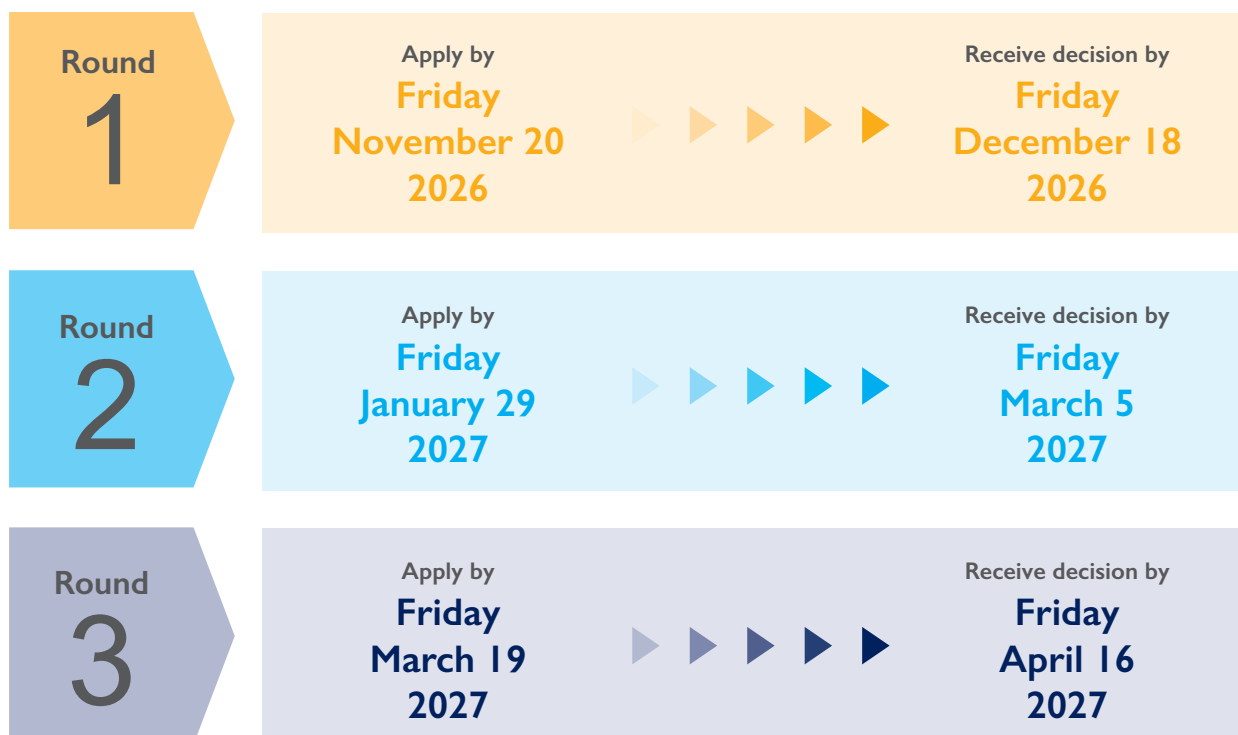 Round
1
Apply by
Friday
November 20
2026
Receive decision by
Friday
December 18
2026
Round
2
Apply by
Friday
January 29
2027
Receive decision by
Friday
March 5
2027
Round
3
Apply by
Friday
March 19
2027
Receive decision by
Friday
April 16
2027